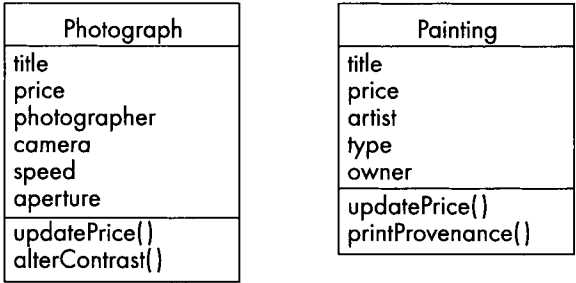 Photograph
title
price
photographer
camera
speed
aperture
updatePrice()
alterContrast()
Painting
title
price
artist
type
owner
updatePrice()
printProvenance()